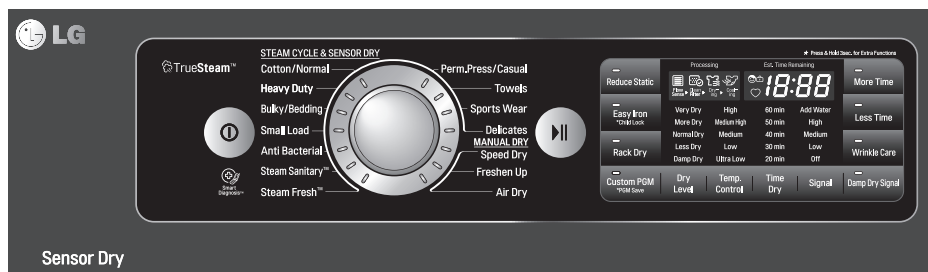 LG
TrueSteam™
STEAM CYCLE & SENSOR DRY
Cotton/Normal
Heavy Duty
Bulky/Bedding
Small Load
Anti Bacterial
Steam Sanitary™
Steam Fresh™
Perm.Press/Casual
Towels
Sports Wear
Delicates
MANUAL DRY
Speed Dry
Freshen Up
Air Dry
Smart
Diagnosis™
* Press & Hold 3sec. for Extra Functions
Processing
Est. Time Remaining
18:88
Reduce Static
Easy Iron
*Child Lock
Rack Dry
Custom PGM
*PGM Save
Very Dry High 60 min Add Water
More Dry Medium High 50 min High
Normal Dry Medium 40 min Medium
Less Dry Low 30 min Low
Damp Dry Ultra Low 20 min Off
Dry
Level
Temp.
Control
Time
Dry
Signal
More Time
Less Time
Wrinkle Care
Damp Dry Signal
Sensor Dry